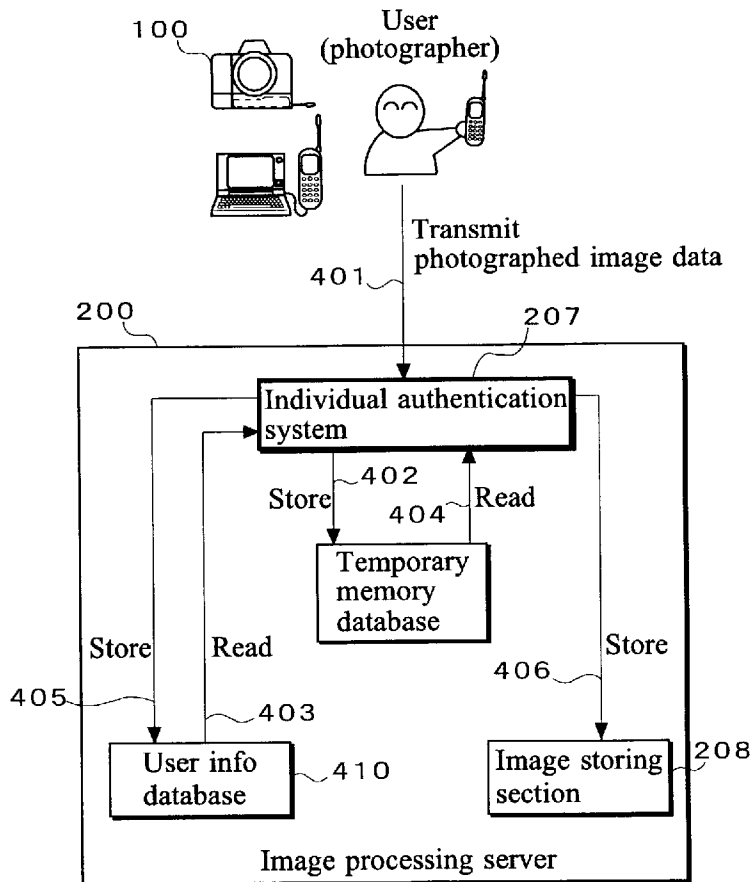 100
User
(photographer)
Transmit
photographed image data
401
200
207
Individual authentication
system
402
Store
404
Read
Temporary
memory
database
Store
Read
Store
405
403
406
User info
database
410
Image storing
section
208
Image processing server